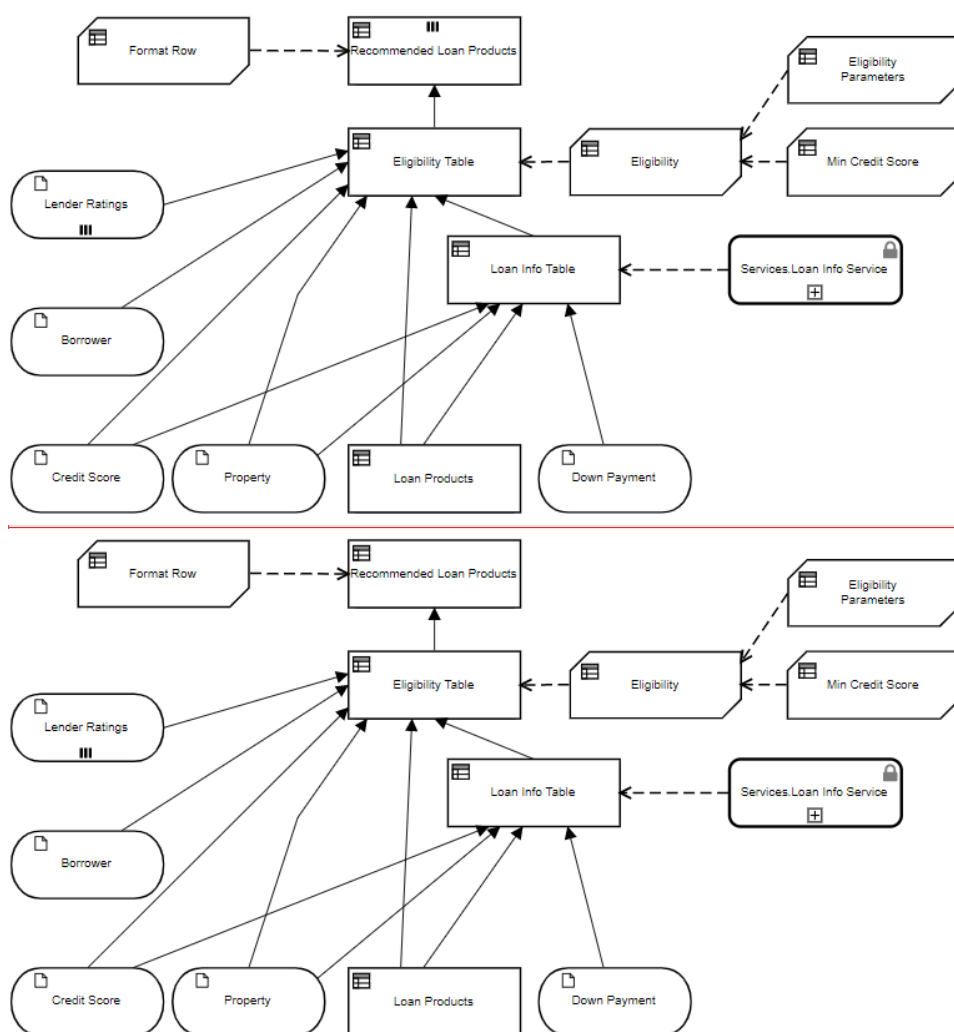 Format Row
Recommended Loan Products
Eligibility
Parameters
Eligibility Table
Eligibility
Min Credit Score
Lender Ratings
Loan Info Table
Services.Loan Info Service
Borrower
Credit Score
Property
Loan Products
Down Payment
Format Row
Recommended Loan Products
Eligibility
Parameters
Eligibility Table
Eligibility
Min Credit Score
Lender Ratings
Loan Info Table
Services.Loan Info Service
Borrower
Credit Score
Property
Loan Products
Down Payment